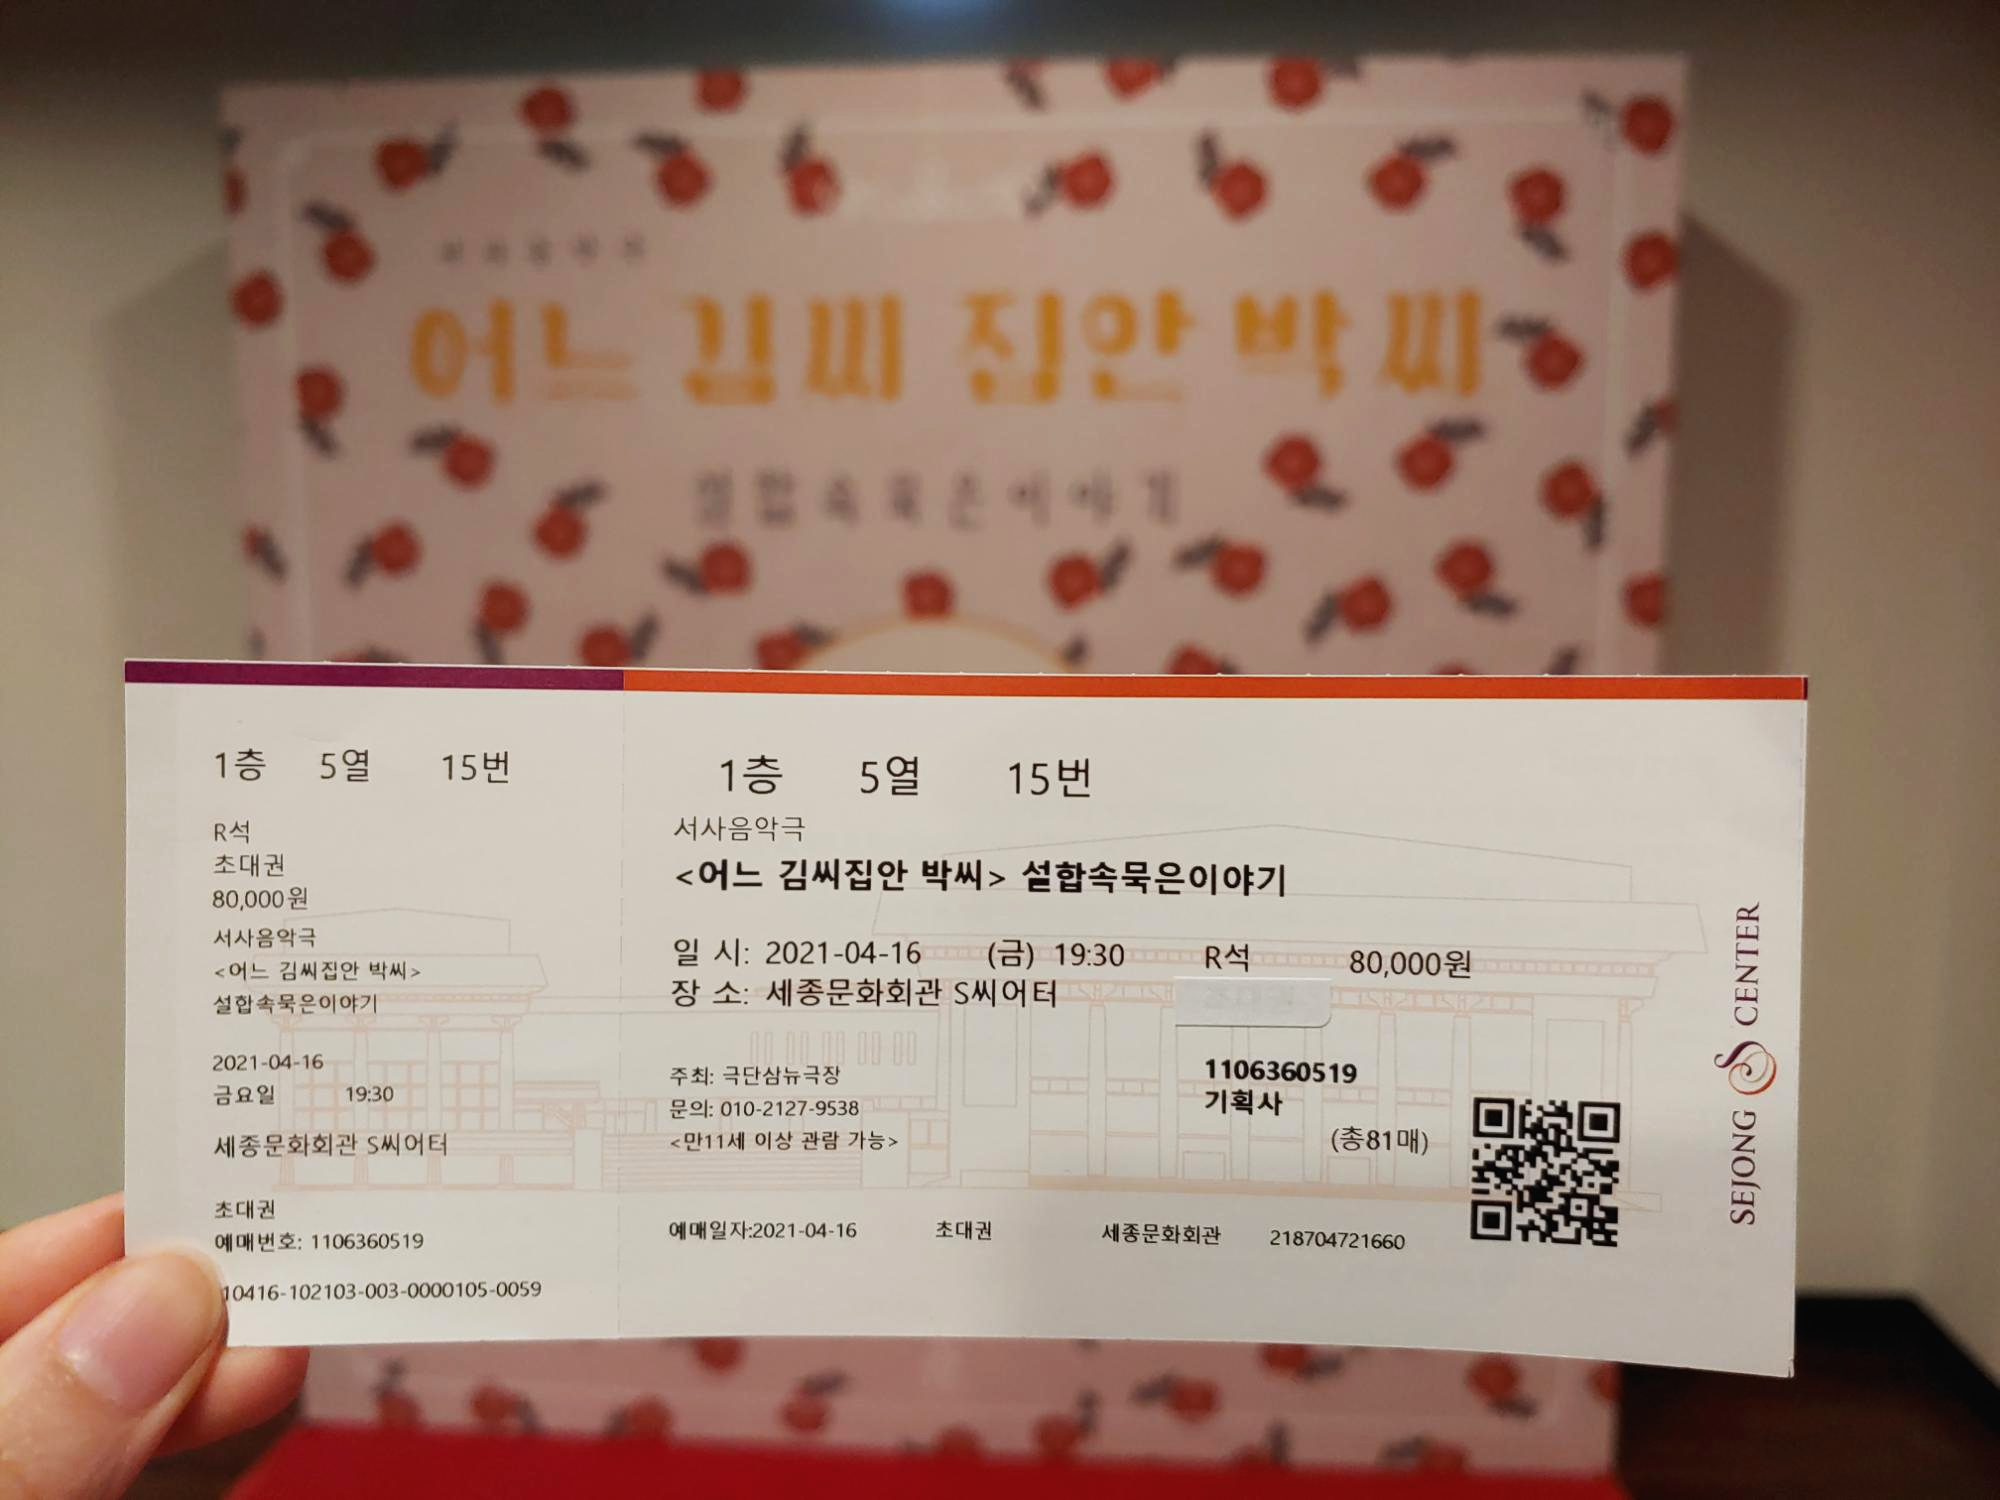 어느 김씨 집안 박씨
설합속묵은이야기
1층 5열 15번
R석
초대권
80,000원
서사음악극
<어느 김씨집안 박씨>
설합속묵은이야기
2021-04-16
금요일 19:30
세종문화회관 S씨어터
초대권
예매번호: 1106360519
10416-102103-003-0000105-0059
1층 5열 15번
서사음악극
<어느 김씨집안 박씨> 설합속묵은이야기
일 시: 2021-04-16 (금) 19:30 R석 80,000원
장 소: 세종문화회관 S씨어터
주최: 극단삼뉴극장
문의: 010-2127-9538
<만11세 이상 관람 가능>
1106360519
기획사
(총81매)
예매일자:2021-04-16 초대권 세종문화회관 218704721660
SEJONG CENTER